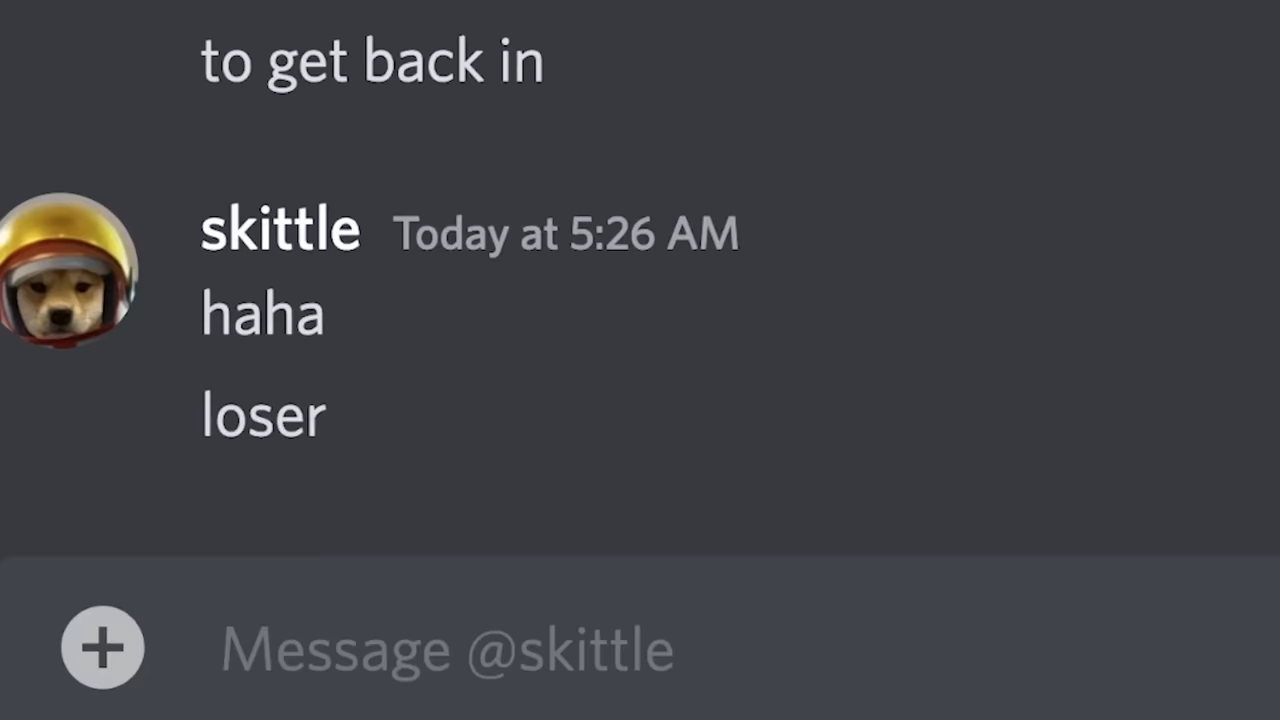 to get back in
skittle Today at 5:26 AM
haha
loser
Message @skittle